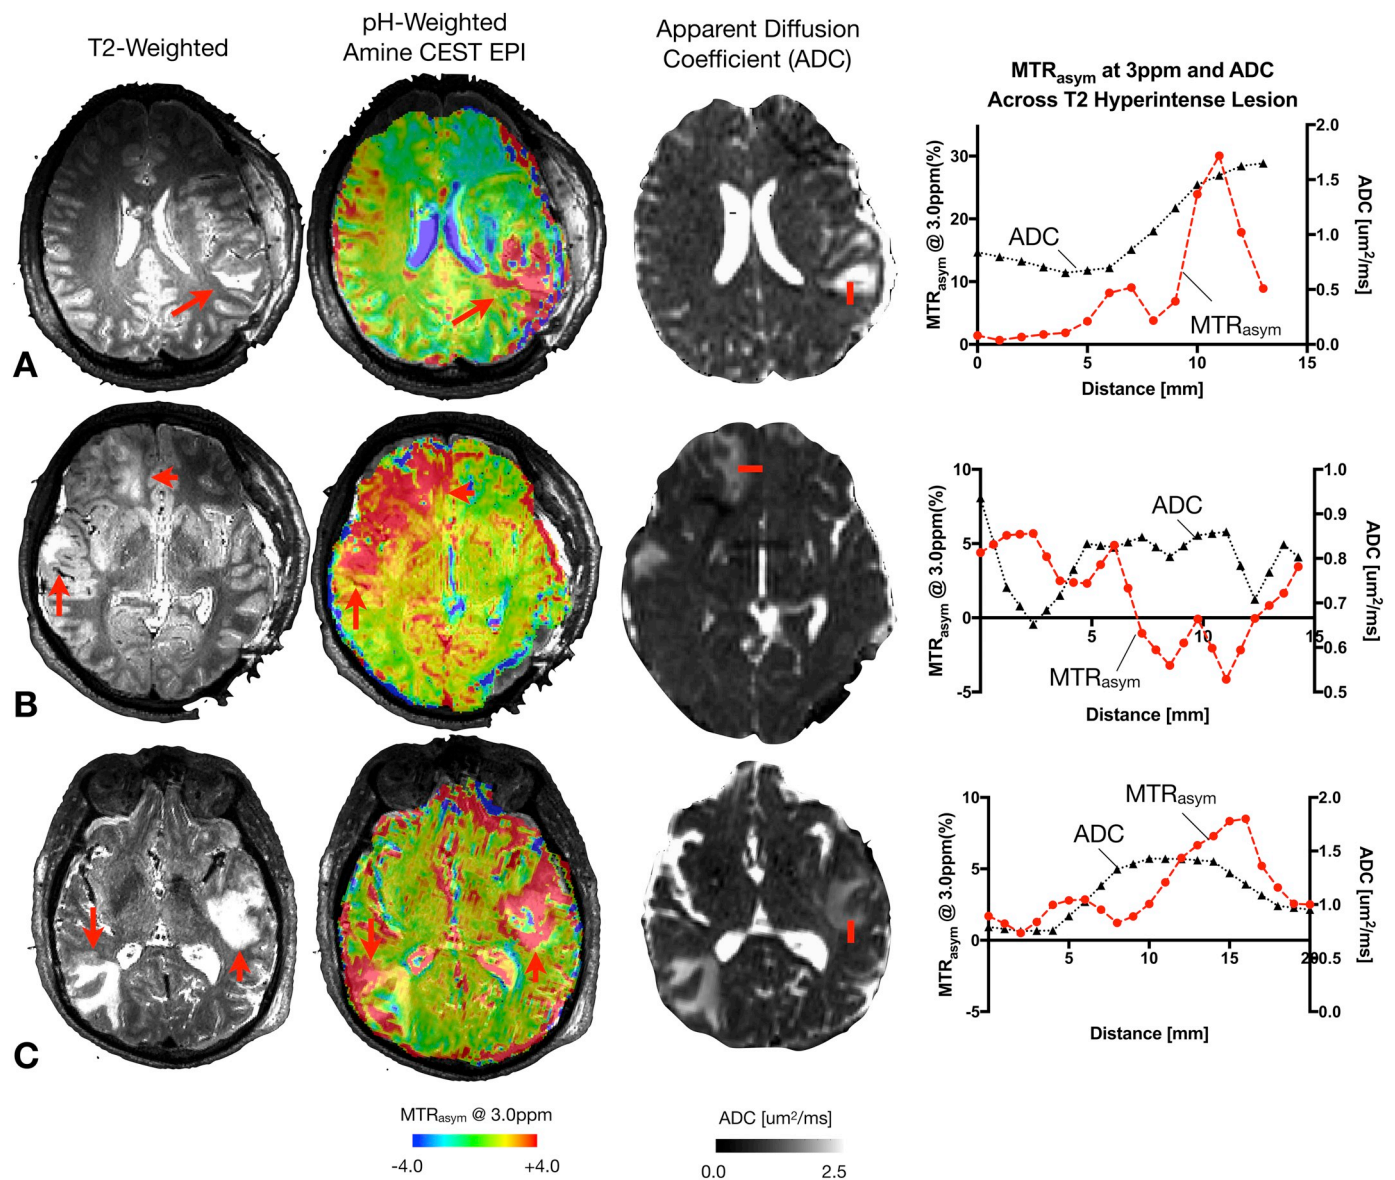 T2-Weighted
pH-Weighted
Amine CEST EPI
Apparent Diffusion
Coefficient (ADC)
MTRasym at 3ppm and ADC
Across T2 Hyperintense Lesion
A
MTRasym @ 3.0ppm(%)
30
20
10
0
ADC
MTRasym
2.0
1.5
1.0
0.5
0.0
ADC [um2/ms]
0
5
10
15
Distance [mm]
B
MTRasym @ 3.0ppm(%)
10
5
0
-5
ADC
MTRasym
5
10
15
1.0
0.9
0.8
0.7
0.6
0.5
ADC [um2/ms]
Distance [mm]
C
MTRasym @ 3.0ppm(%)
10
5
0
-5
MTRasym
ADC
5
10
15
20
2.0
1.5
1.0
0.5
0.0
ADC [um2/ms]
Distance [mm]
MTRasym @ 3.0ppm
-4.0
+4.0
ADC [um2/ms]
0.0
2.5